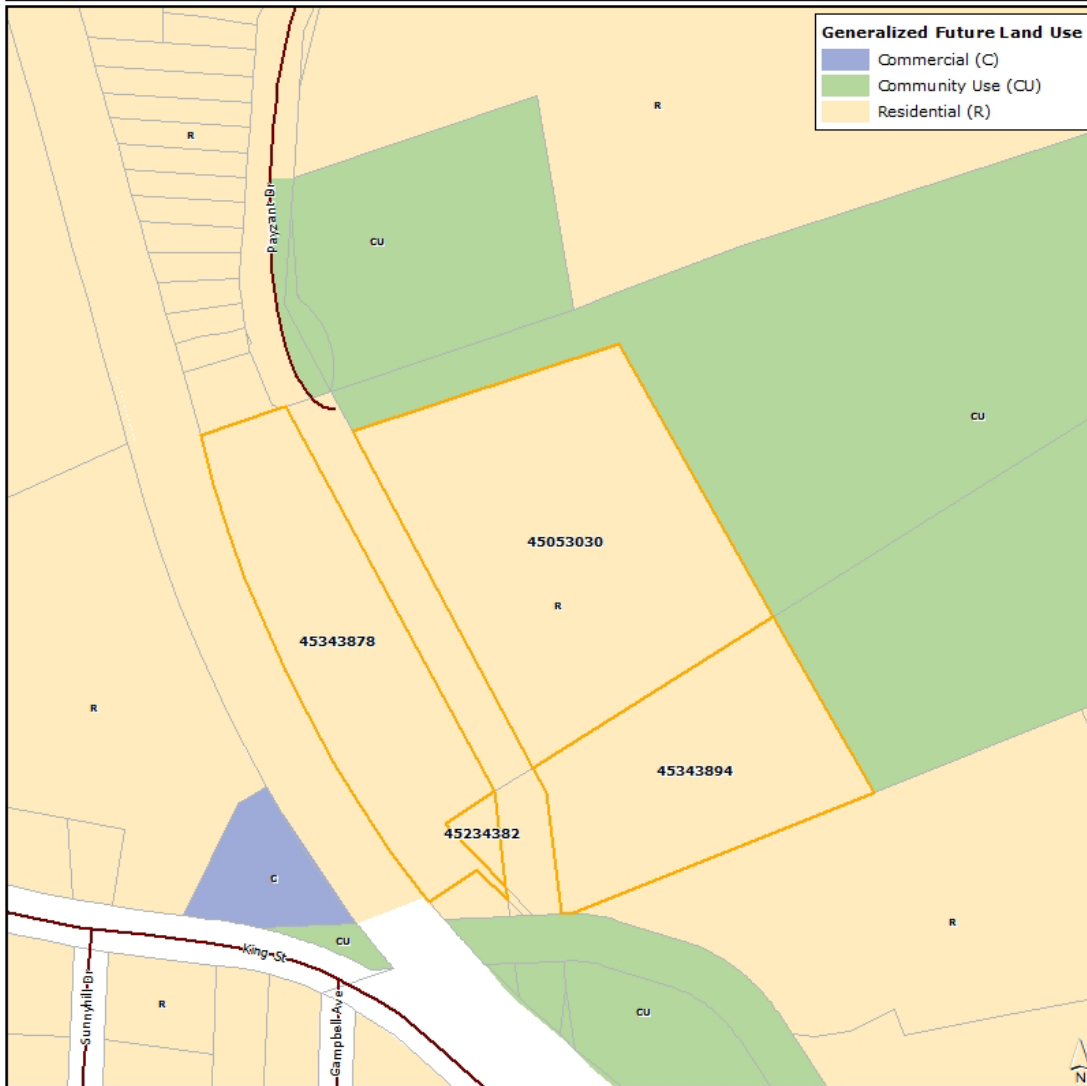 Generalized Future Land Use
Commercial (C)
Community Use (CU)
Residential (R)
R
R
Payzant Dr
CU
CU
45053030
R
45343878
R
45343894
45234382
C
R
CU
King St
R
Sunnyhill Dr
Campbell Ave
CU
N